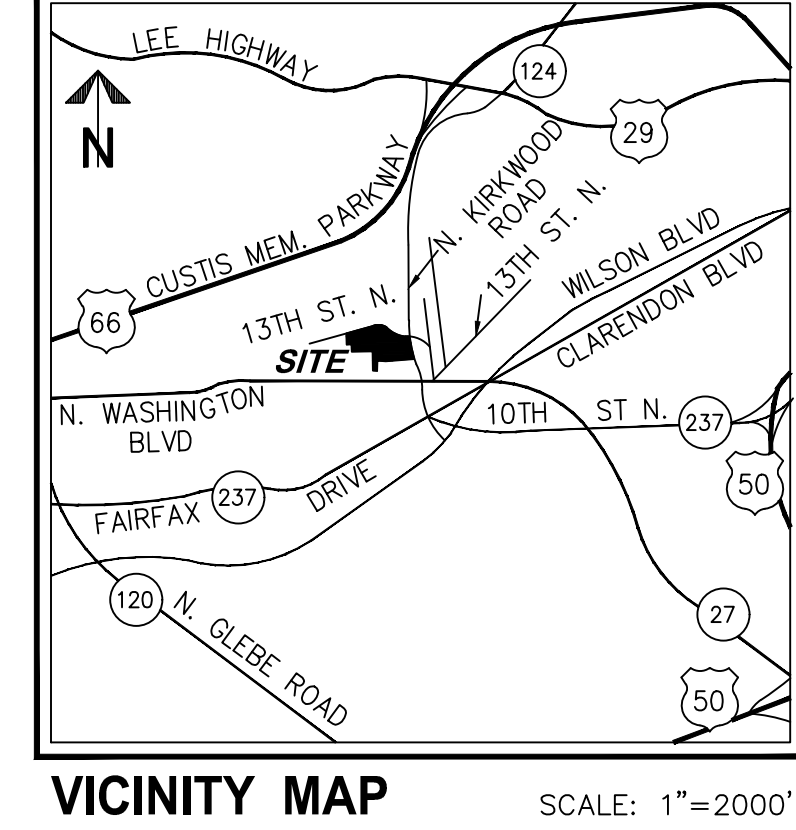 LEE HIGHWAY
124
29
N
N. KIRKWOOD
ROAD
13TH ST. N.
CUSTIS MEM. PARKWAY
WILSON BLVD
CLARENDON BLVD
66
13TH ST. N.
SITE
N. WASHINGTON
BLVD
10TH ST N.
237
50
FAIRFAX DRIVE
237
120
N. GLEBE ROAD
27
50
VICINITY MAP
SCALE: 1"=2000'